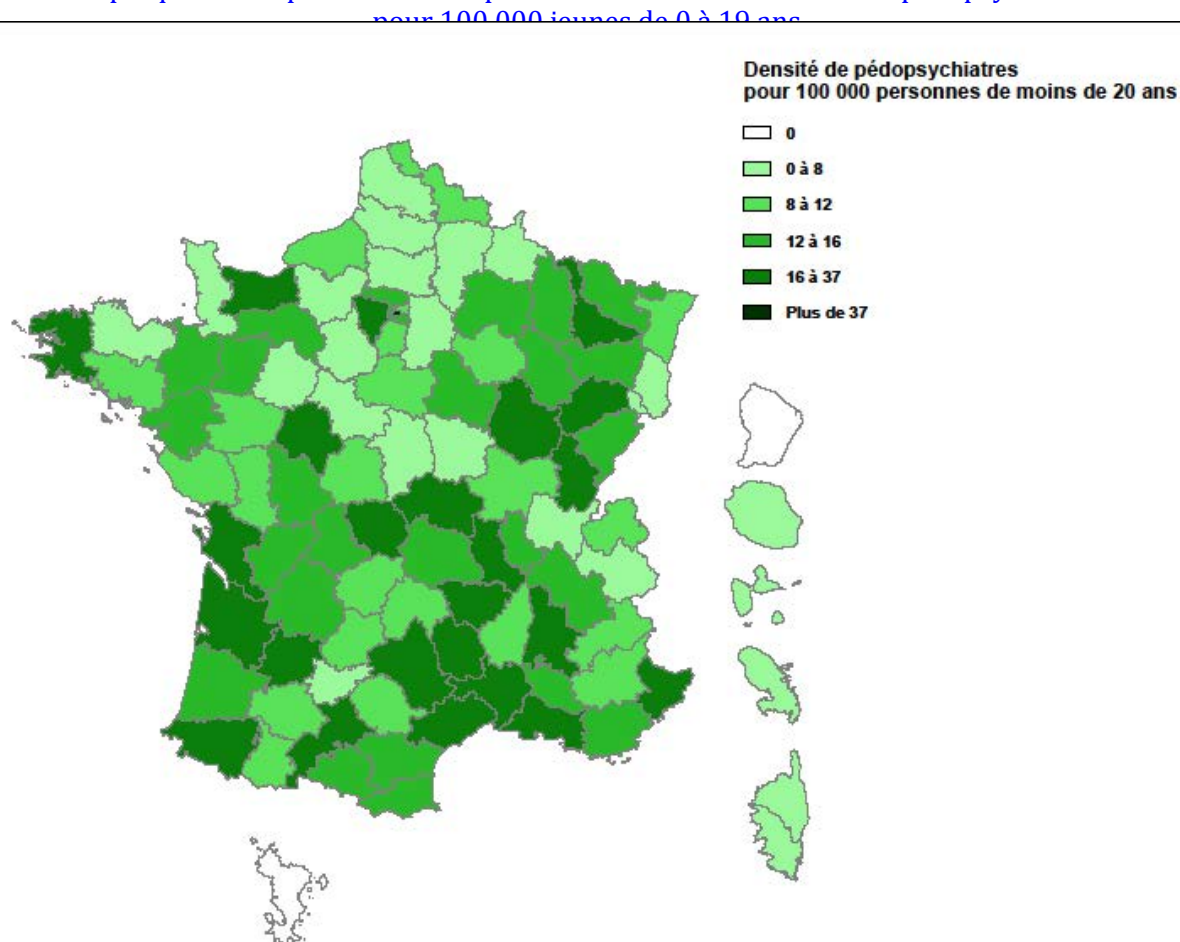 pour 100 000 jeunes de 0 à 19 ans
Densité de pédopsychiatres
pour 100 000 personnes de moins de 20 ans
0
0 à 8
8 à 12
12 à 16
16 à 37
Plus de 37